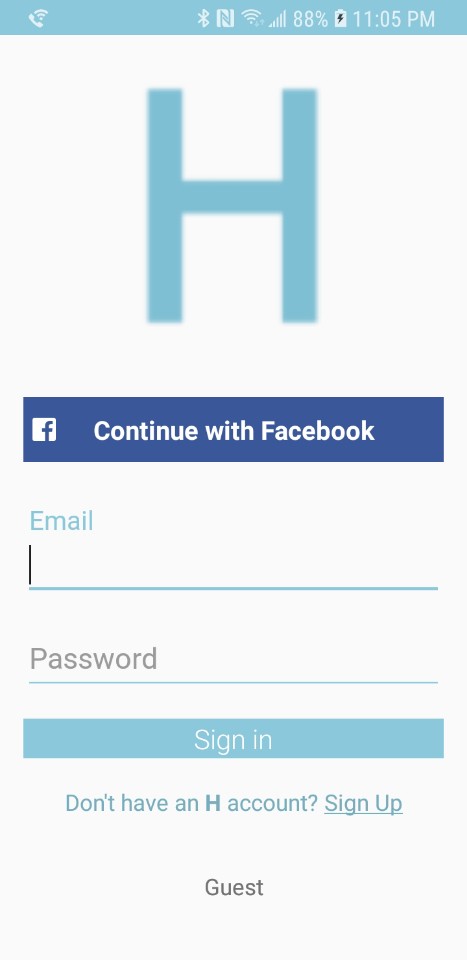 88% 11:05 PM
H
Continue with Facebook
Email
Password
Sign in
Don't have an H account? Sign Up
Guest